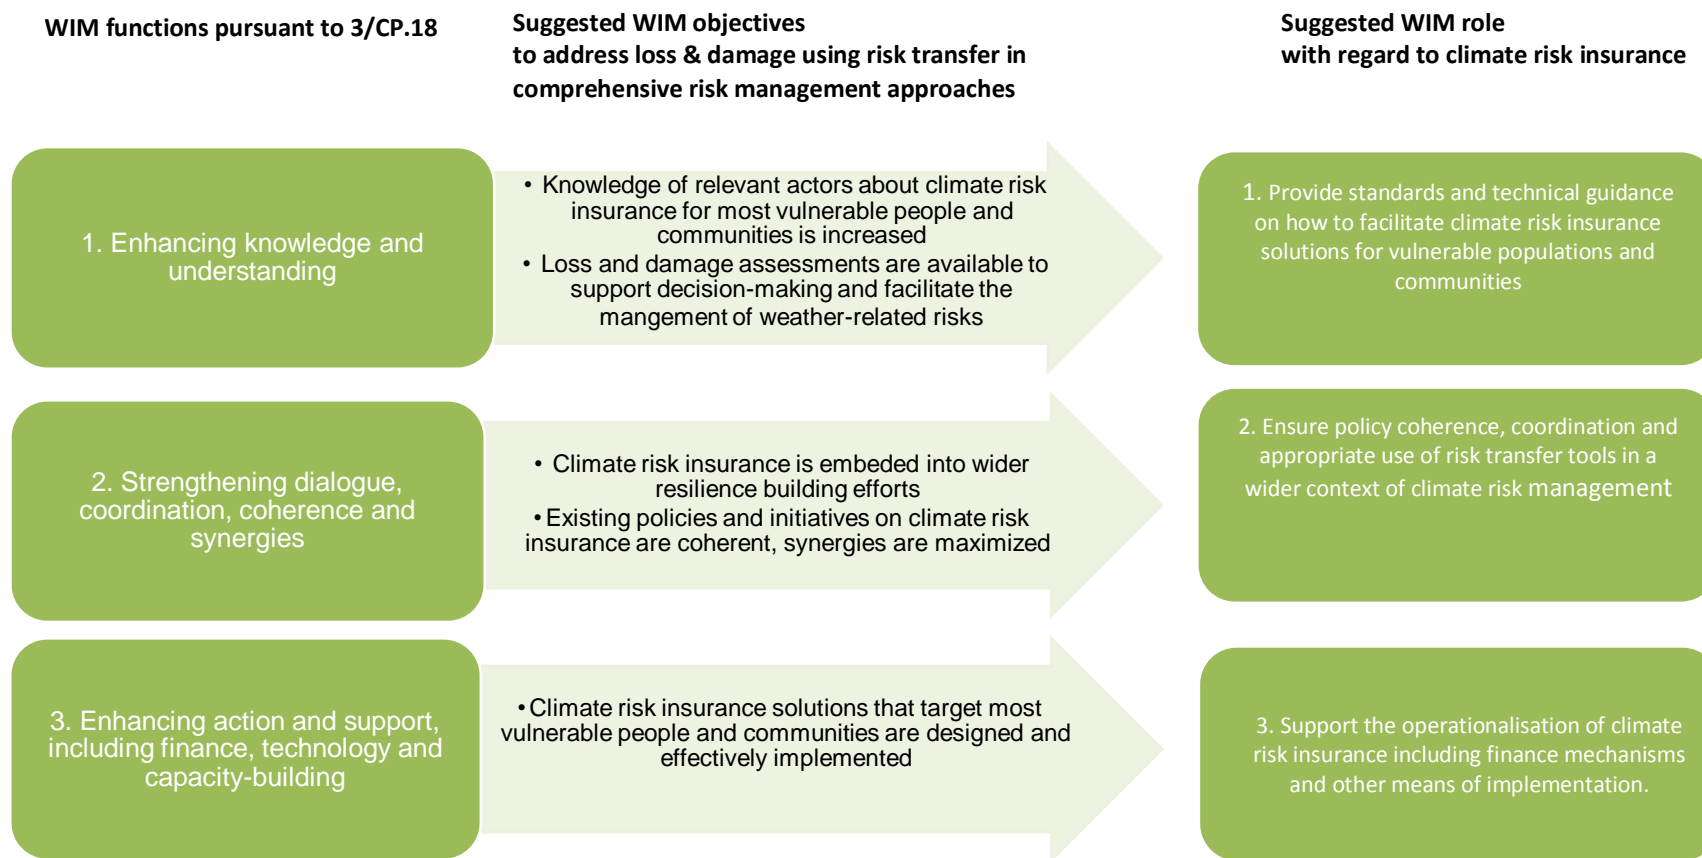 WIM functions pursuant to 3/CP.18
Suggested WIM objectives
to address loss & damage using risk transfer in
comprehensive risk management approaches
Suggested WIM role
with regard to climate risk insurance
1. Enhancing knowledge and
understanding
• Knowledge of relevant actors about climate risk
insurance for most vulnerable people and
communities is increased
• Loss and damage assessments are available to
support decision-making and facilitate the
mangement of weather-related risks
1. Provide standards and technical guidance
on how to facilitate climate risk insurance
solutions for vulnerable populations and
communities
2. Strengthening dialogue,
coordination, coherence and
synergies
• Climate risk insurance is embeded into wider
resilience building efforts
• Existing policies and initiatives on climate risk
insurance are coherent, synergies are maximized
2. Ensure policy coherence, coordination and
appropriate use of risk transfer tools in a
wider context of climate risk management
3. Enhancing action and support,
including finance, technology and
capacity-building
• Climate risk insurance solutions that target most
vulnerable people and communities are designed and
effectively implemented
3. Support the operationalisation of climate
risk insurance including finance mechanisms
and other means of implementation.